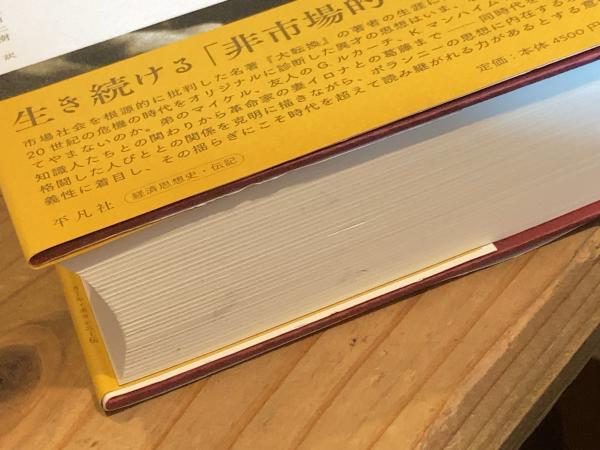 訳
生き続ける「非市場的
市場社会を根源的に批判した名著『大転換』の著者の生涯に
20世紀の危機の時代をオリジナルに診断した異才の思想はいま、
てやまないのか。弟のマイケル、友人のG.ルカーチ、K.マンハイム
知識人たちとの関わりから革命家の妻イロナとの葛藤まで——同時代を
格闘した人びととの関係を克明に描きながら、ポランニーの思想に内在する
義性に着目し、その揺らぎにこそ時代を超えて読み継がれる力があるとする意
平凡社
経済思想史・伝記
定価:本体4500円